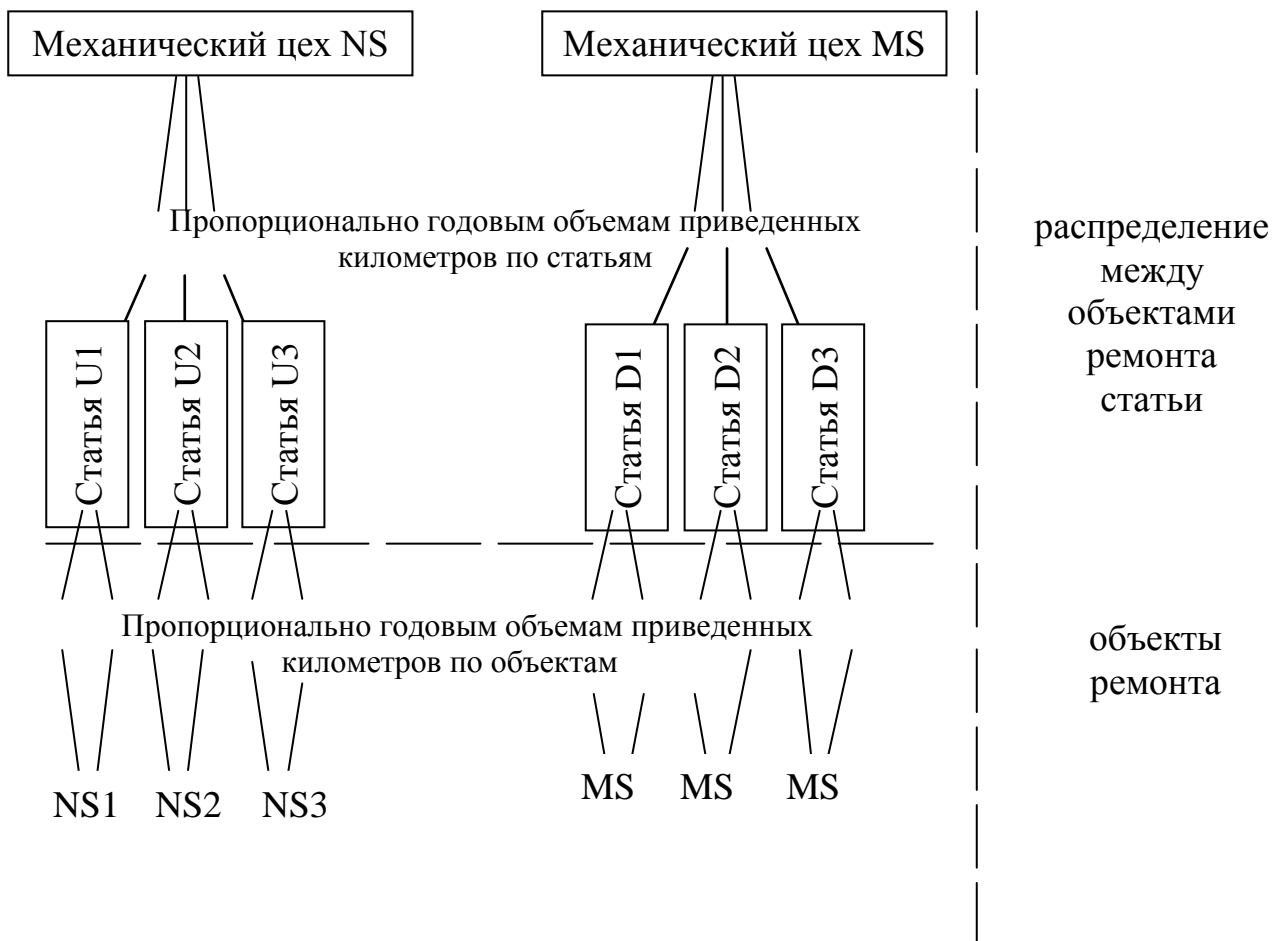 Механический цех NS
Механический цех MS
Пропорционально годовым объемам приведенных
километров по статьям
распределение
между
объектами
ремонта
статьи
Статья U1
Статья U2
Статья U3
Статья D1
Статья D2
Статья D3
Пропорционально годовым объемам приведенных
километров по объектам
объекты
ремонта
NS1
NS2
NS3
MS
MS
MS